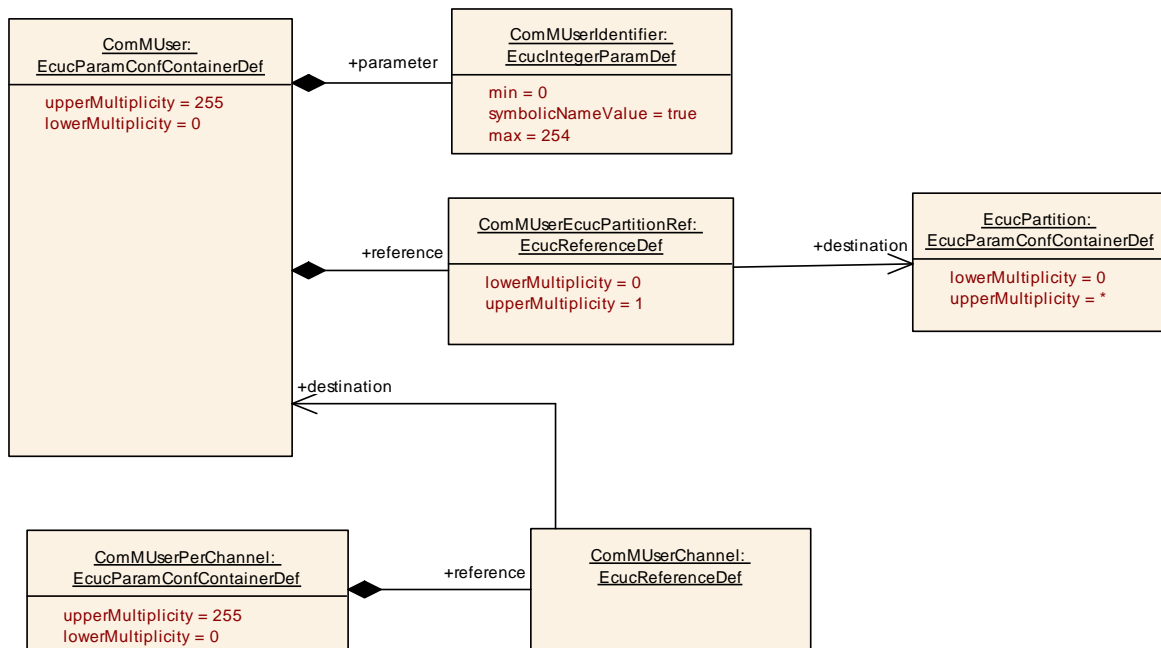 ComMUser:
EcucParamConfContainerDef
upperMultiplicity = 255
lowerMultiplicity = 0
+parameter
ComMUserIdentifier:
EcucIntegerParamDef
min = 0
symbolicNameValue = true
max = 254
+reference
ComMUserEcucPartitionRef:
EcucReferenceDef
lowerMultiplicity = 0
upperMultiplicity = 1
+destination
EcucPartition:
EcucParamConfContainerDef
lowerMultiplicity = 0
upperMultiplicity = *
+destination
ComMUserPerChannel:
EcucParamConfContainerDef
upperMultiplicity = 255
lowerMultiplicity = 0
+reference
ComMUserChannel:
EcucReferenceDef